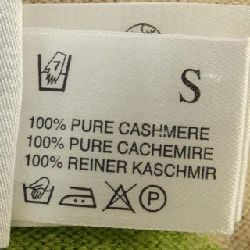 S
100% PURE CASHMERE
100% PURE CACHEMIRE
100% REINER KASCHMIR
P